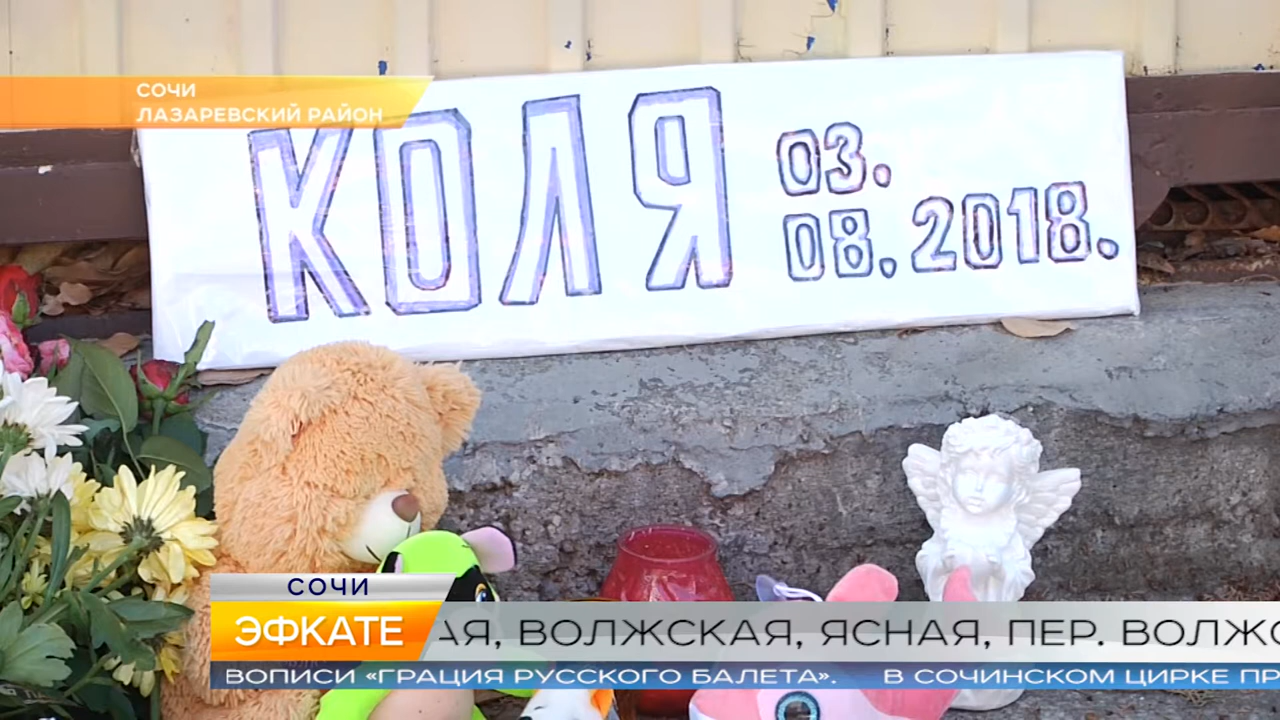 СОЧИ
ЛАЗАРЕВСКИЙ РАЙОН
КОЛЯ
03.
08.2018.
СОЧИ
ЭФКАТЕ
АЯ, ВОЛЖСКАЯ, ЯСНАЯ, ПЕР. ВОЛЖС
ВОПИСИ «ГРАЦИЯ РУССКОГО БАЛЕТА». В СОЧИНСКОМ ЦИРКЕ ПР